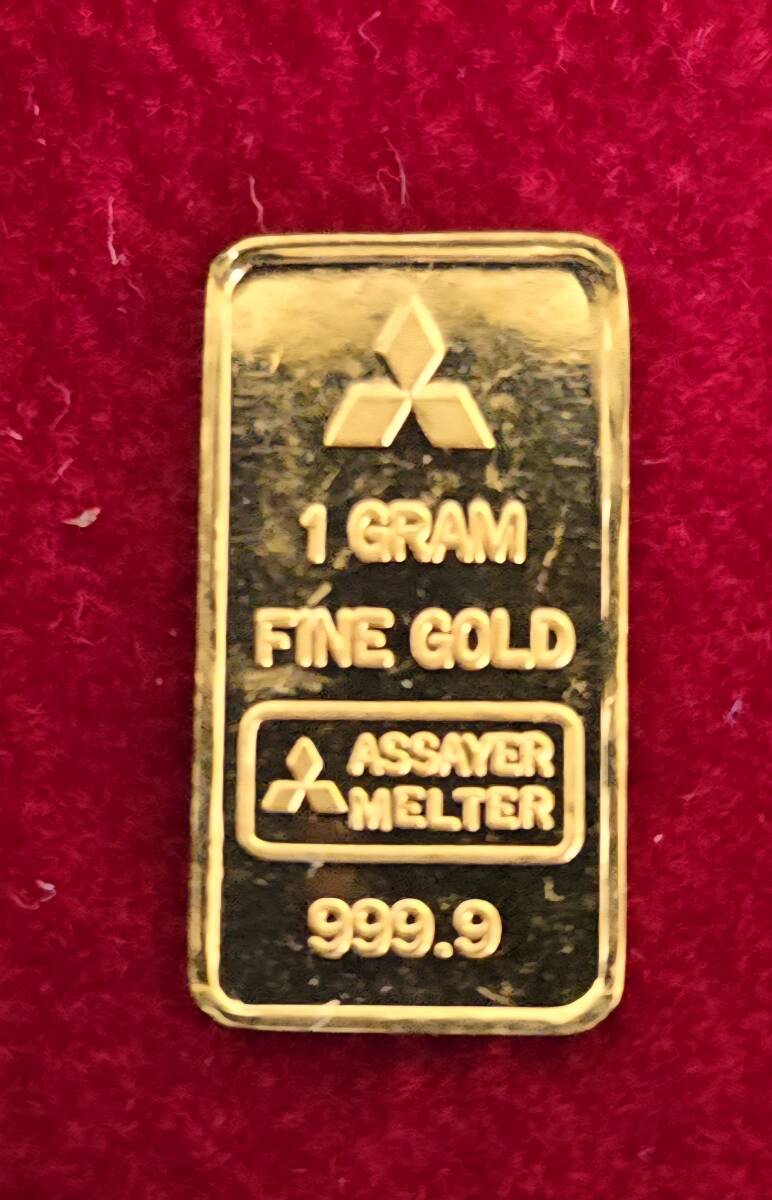 1 GRAM
FINE GOLD
ASSAYER
MELTER
999.9